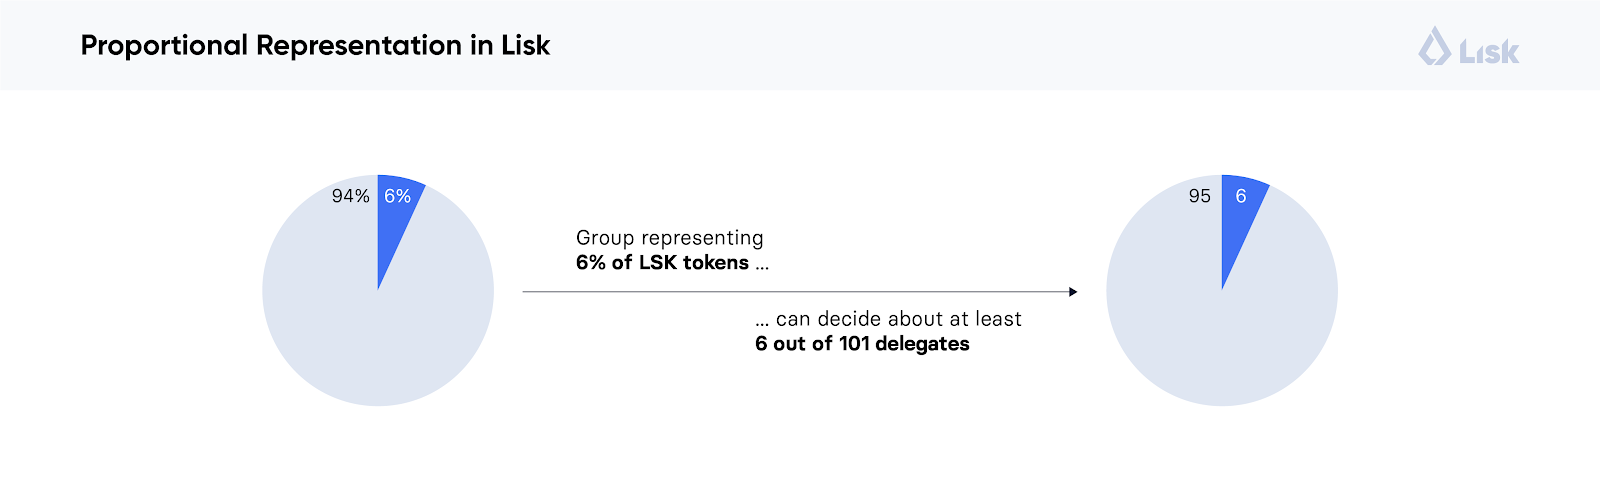 Proportional Representation in Lisk
Lisk
94% 6%
Group representing
6% of LSK tokens ...
... can decide about at least
6 out of 101 delegates
95 6